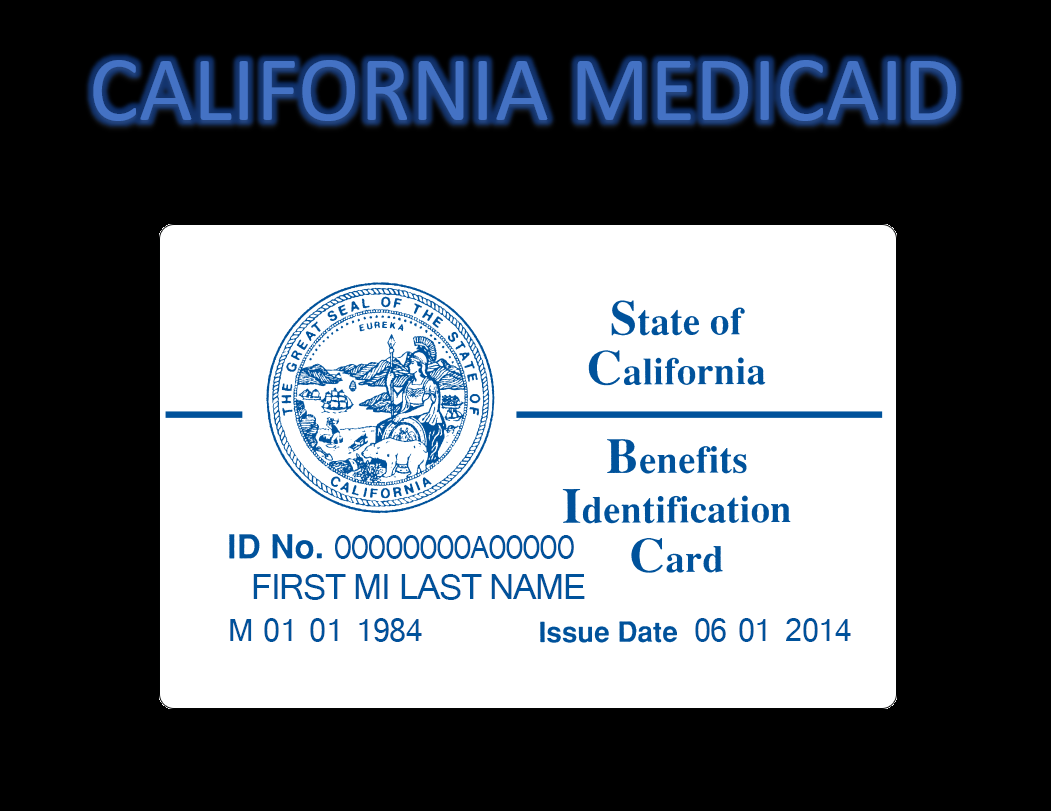 CALIFORNIA MEDICAID
THE GREAT SEAL OF THE STATE OF
EUREKA
CALIFORNIA
State of
California
Benefits
Identification
Card
ID No. 00000000A00000
FIRST MI LAST NAME
M 01 01 1984
Issue Date 06 01 2014